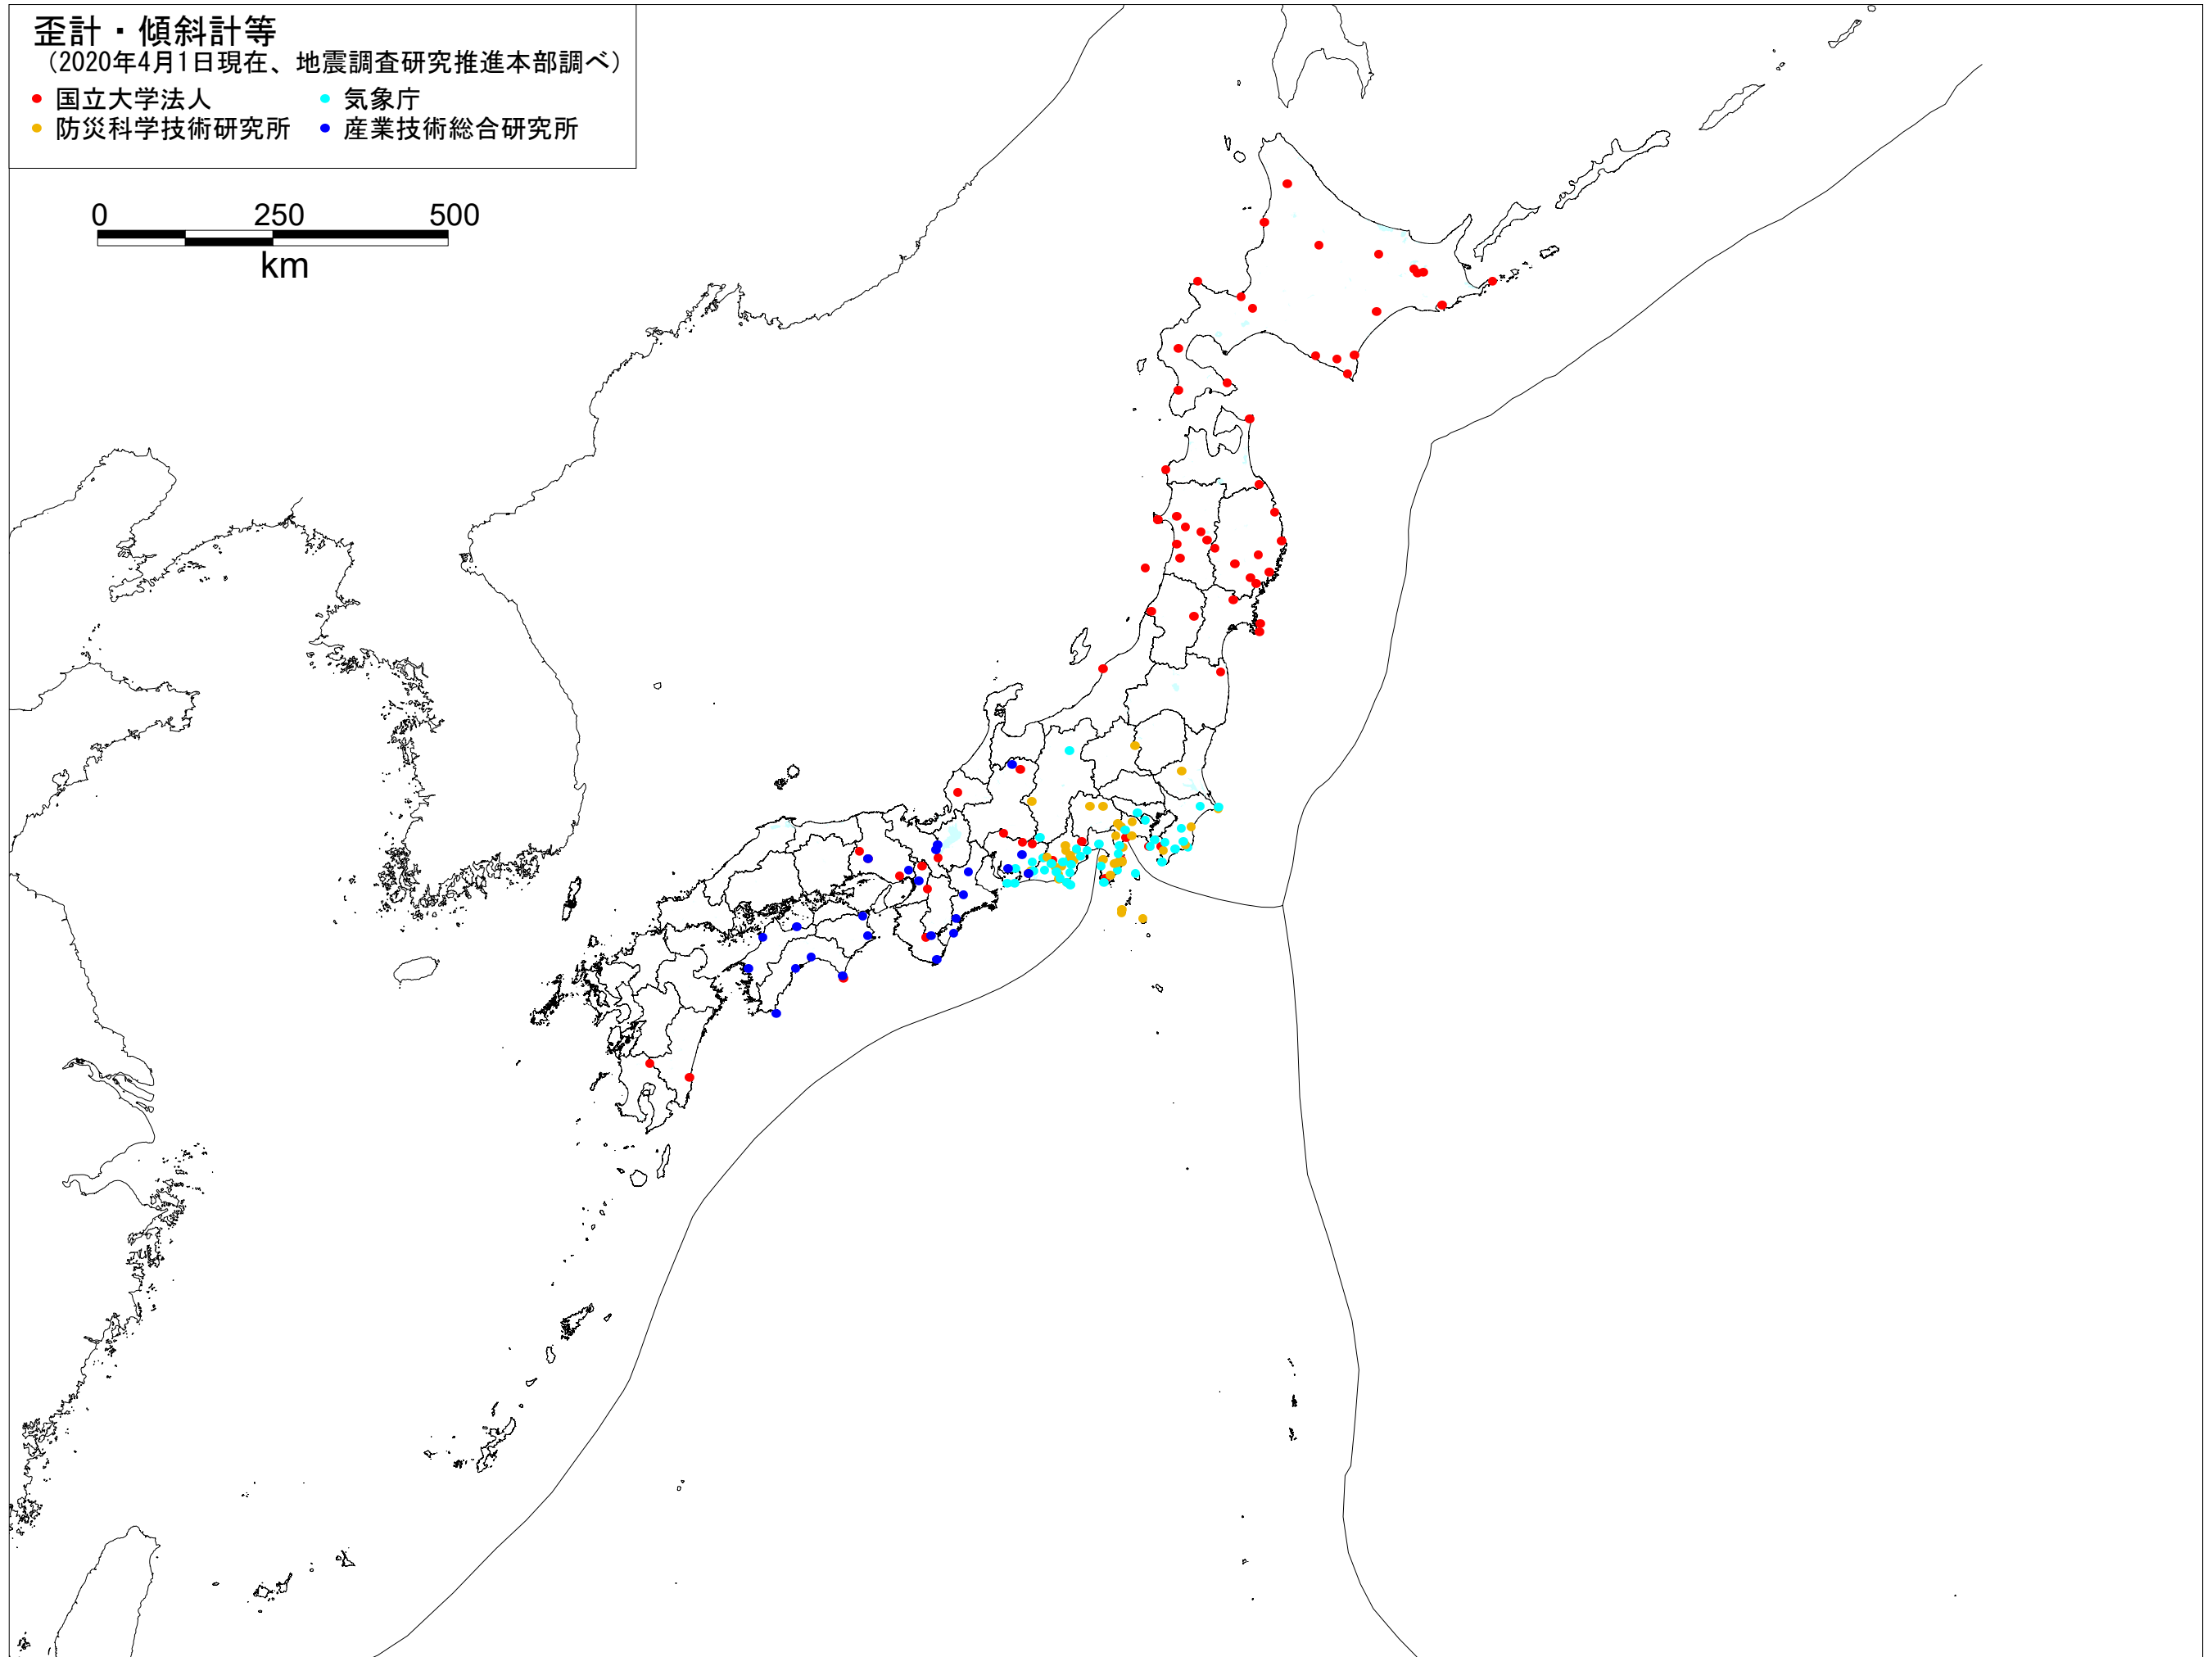 歪計・傾斜計等
（2020年4月1日現在、地震調査研究推進本部調べ）
国立大学法人 気象庁
防災科学技術研究所 産業技術総合研究所
0 250 500
km